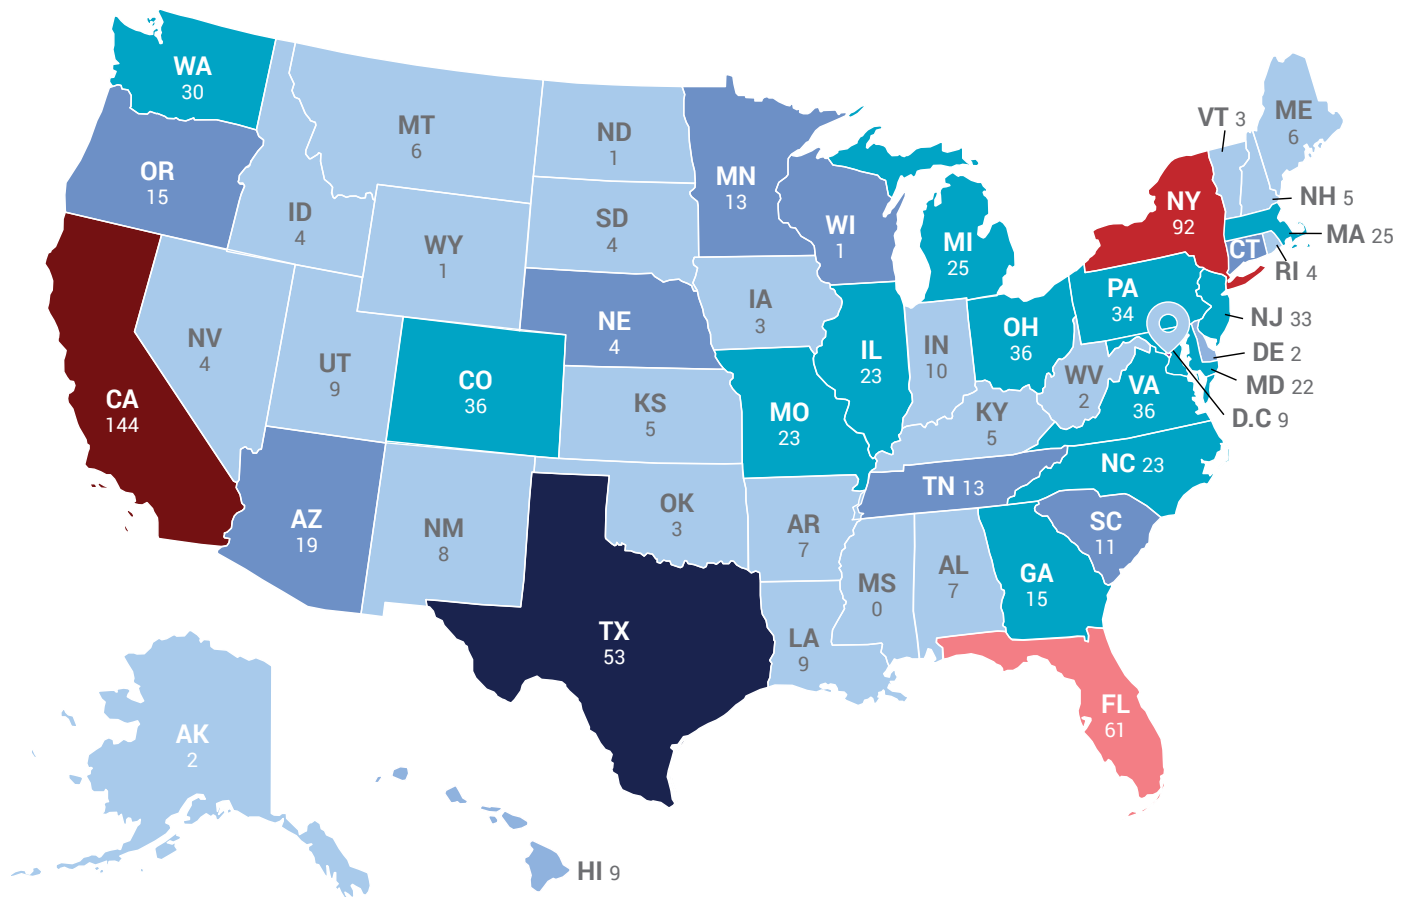 WA
30
OR
15
CA
144
MT
6
ID
4
WY
1
NV
4
UT
9
CO
36
AZ
19
NM
8
ND
1
SD
4
NE
4
KS
5
OK
3
TX
53
MN
13
IA
3
MO
23
AR
7
LA
9
WI
1
IL
23
MI
25
IN
10
OH
36
KY
5
TN 13
MS
0
AL
7
GA
15
FL
61
SC
11
NC 23
VA
36
WV
2
PA
34
NY
92
VT 3
ME
6
NH 5
MA 25
CT
RI 4
NJ 33
DE 2
MD 22
D.C 9
AK
2
HI 9